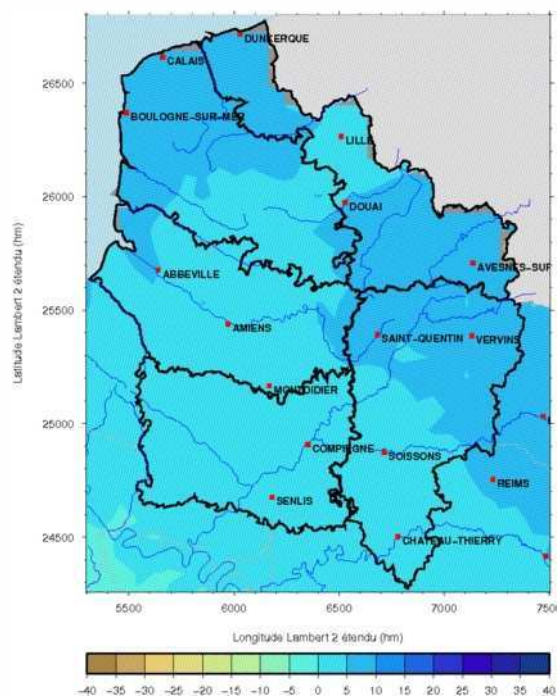 DUNKERQUE
CALAIS
26500
BOULOGNE-SUR-MER
LILLE
26000
DOUAI
AVESNES-SUR
ABBEVILLE
25500
AMIENS
SAINT-QUENTIN
VERVINS
MONTDIDIER
25000
COMPIEGNE
SOISSONS
REIMS
SENLIS
24500
CHATEAU-THIERRY
Latitude Lambert 2 étendu (hm)
5500 6000 6500 7000 7500
Longitude Lambert 2 étendu (hm)
-40 -35 -30 -25 -20 -15 -10 -5 0 5 10 15 20 25 30 35 40